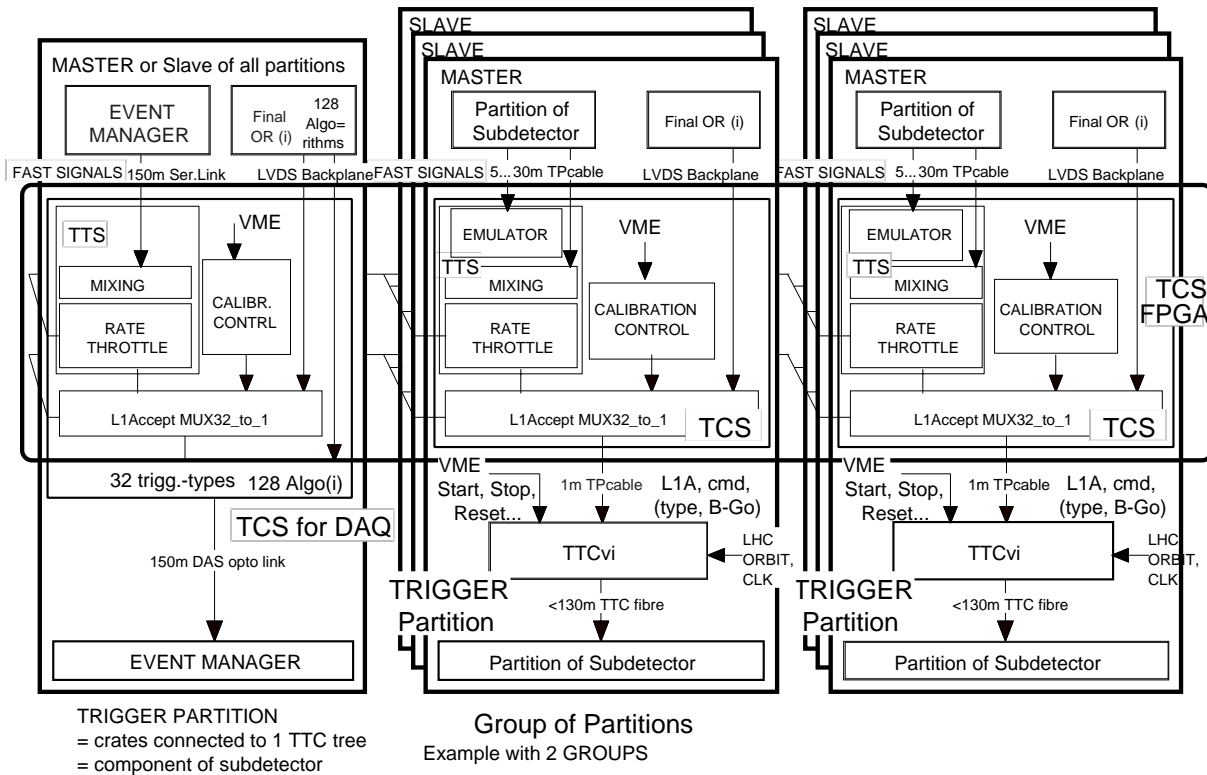 MASTER or Slave of all partitions
EVENT
MANAGER
Final
OR (i)
128
Algo=
rithms
FAST SIGNALS
150m Ser.Link
LVDS Backplane
TTS
VME
MIXING
CALIBR.
CONTRL
RATE
THROTTLE
L1Accept MUX32_to_1
32 trigg.-types
128 Algo(i)
TCS for DAQ
150m DAS opto link
EVENT MANAGER
TRIGGER PARTITION
= crates connected to 1 TTC tree
= component of subdetector
SLAVE
SLAVE
MASTER
Partition of
Subdetector
Final OR (i)
FAST SIGNALS
5... 30m TPcable
LVDS Backplane
EMULATOR
VME
TTS
MIXING
CALIBRATION
CONTROL
RATE
THROTTLE
L1Accept MUX32_to_1
TCS
VME
Start, Stop,
Reset...
1m TPcable
L1A, cmd,
(type, B-Go)
TTCvi
LHC
ORBIT,
CLK
TRIGGER
Partition
<130m TTC fibre
Partition of Subdetector
Group of Partitions
Example with 2 GROUPS
SLAVE
SLAVE
MASTER
Partition of
Subdetector
Final OR (i)
FAST SIGNALS
5... 30m TPcable
LVDS Backplane
EMULATOR
VME
TTS
MIXING
CALIBRATION
CONTROL
RATE
THROTTLE
TCS
FPGA
L1Accept MUX32_to_1
TCS
VME
Start, Stop,
Reset...
1m TPcable
L1A, cmd,
(type, B-Go)
TTCvi
LHC
ORBIT,
CLK
TRIGGER
Partition
<130m TTC fibre
Partition of Subdetector